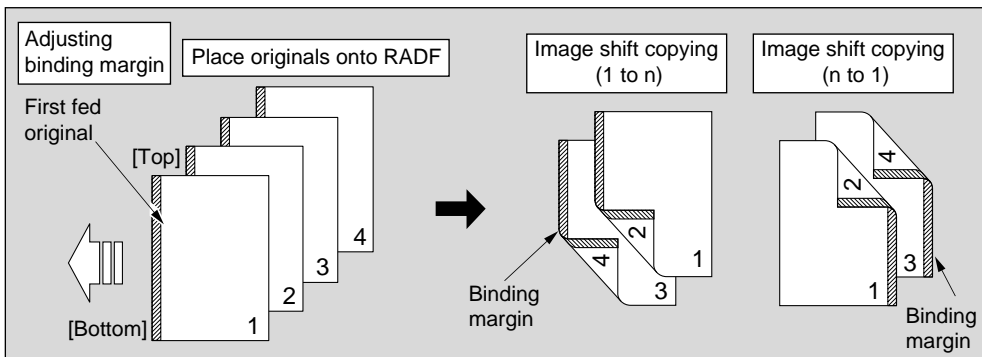 Adjusting
binding margin
Place originals onto RADF
First fed
original
[Top]
[Bottom]
1
2
3
4
Image shift copying
(1 to n)
4
2
1
3
Binding
margin
Image shift copying
(n to 1)
4
2
3
1
Binding
margin